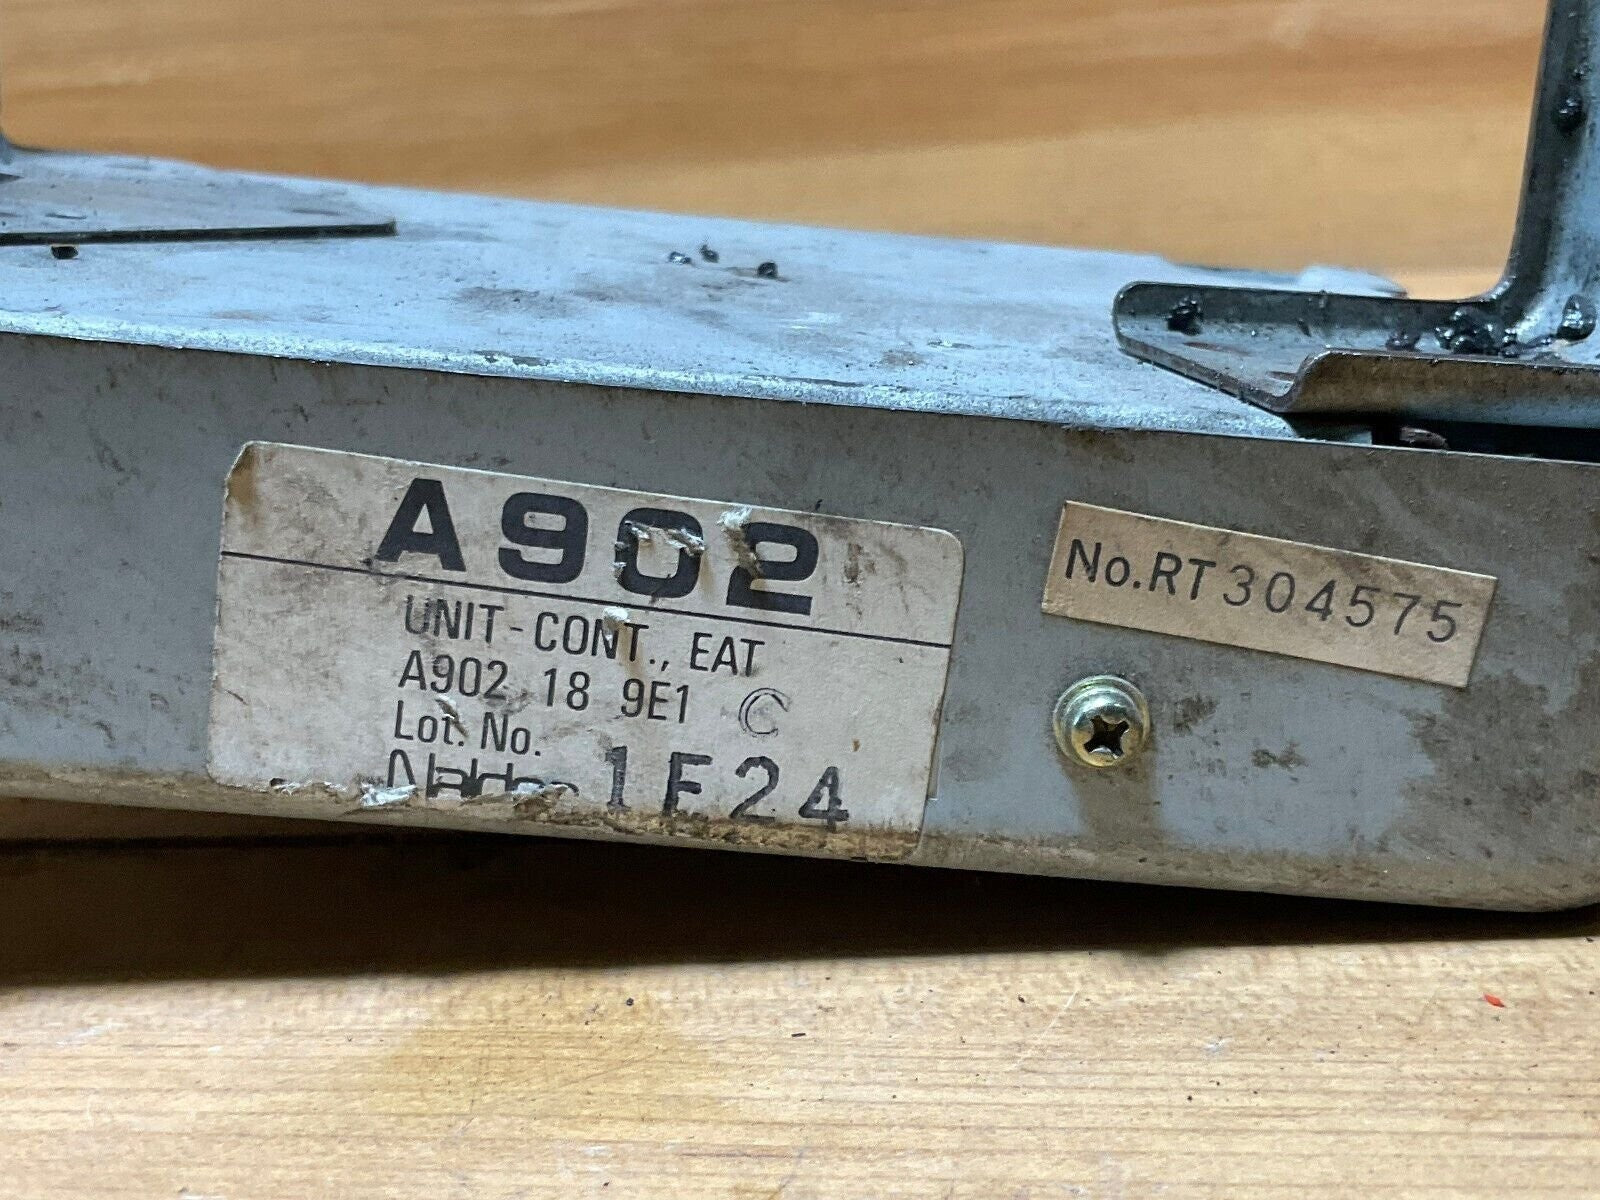 A902
UNIT-CONT., EAT
A902 18 9E1 C
Lot. No.
1E24
No.RT304575